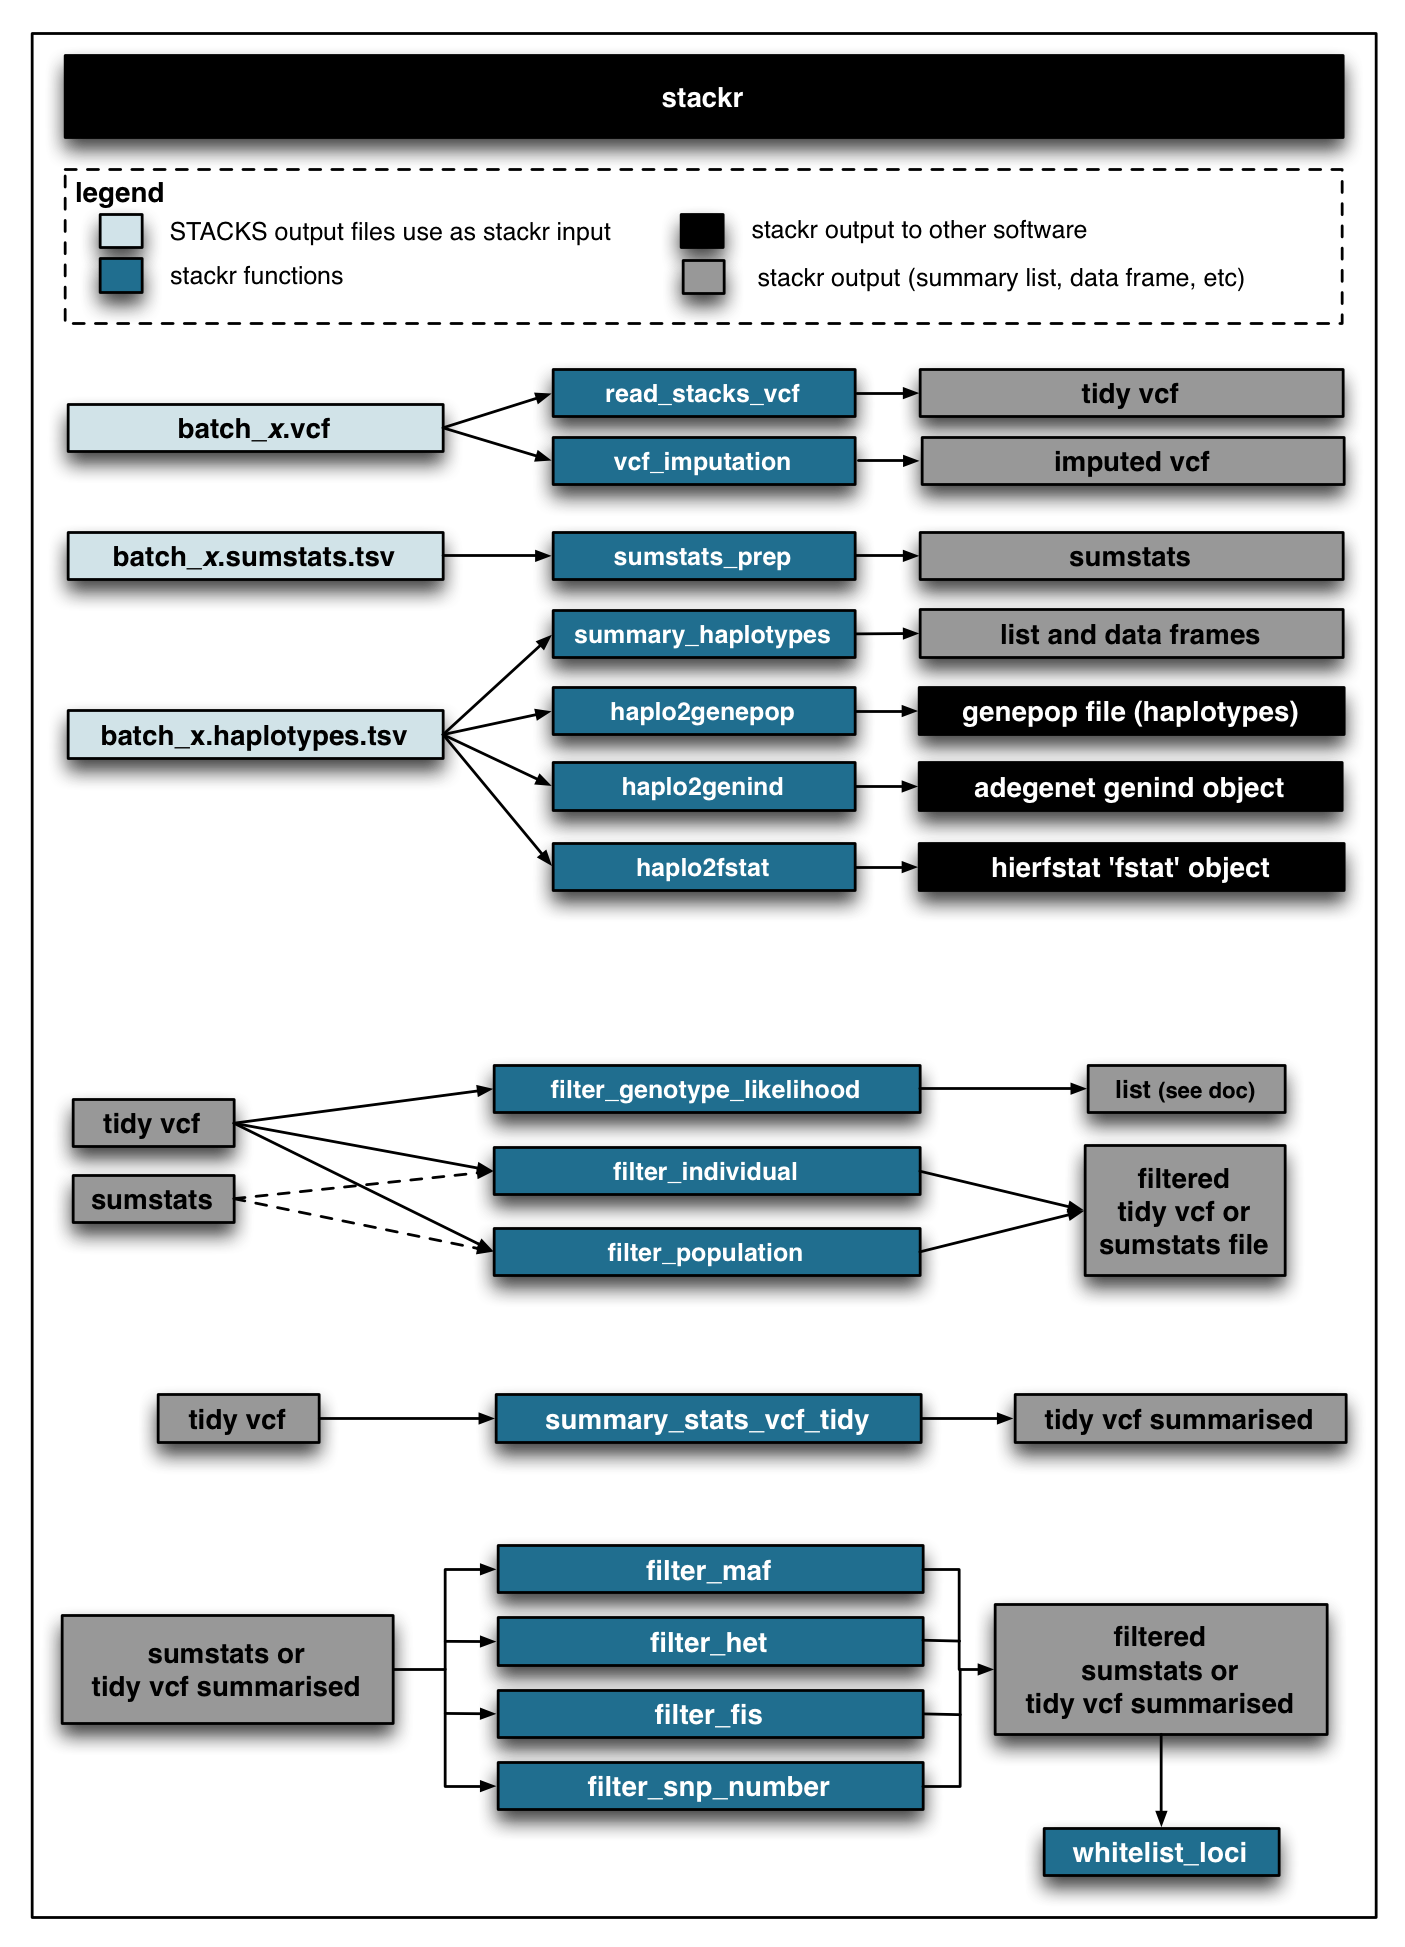 stackr
legend
STACKS output files use as stackr input
stackr output to other software
stackr functions
stackr output (summary list, data frame, etc)
batch_x.vcf
read_stacks_vcf
tidy vcf
vcf_imputation
imputed vcf
batch_x.sumstats.tsv
sumstats_prep
sumstats
batch_x.haplotypes.tsv
summary_haplotypes
list and data frames
haplo2genepop
genepop file (haplotypes)
haplo2genind
adegenet genind object
haplo2fstat
hierfstat 'fstat' object
tidy vcf
sumstats
filter_genotype_likelihood
list (see doc)
filter_individual
filter_population
filtered
tidy vcf or
sumstats file
tidy vcf
summary_stats_vcf_tidy
tidy vcf summarised
sumstats or
tidy vcf summarised
filter_maf
filter_het
filter_fis
filter_snp_number
filtered
sumstats or
tidy vcf summarised
whitelist_loci